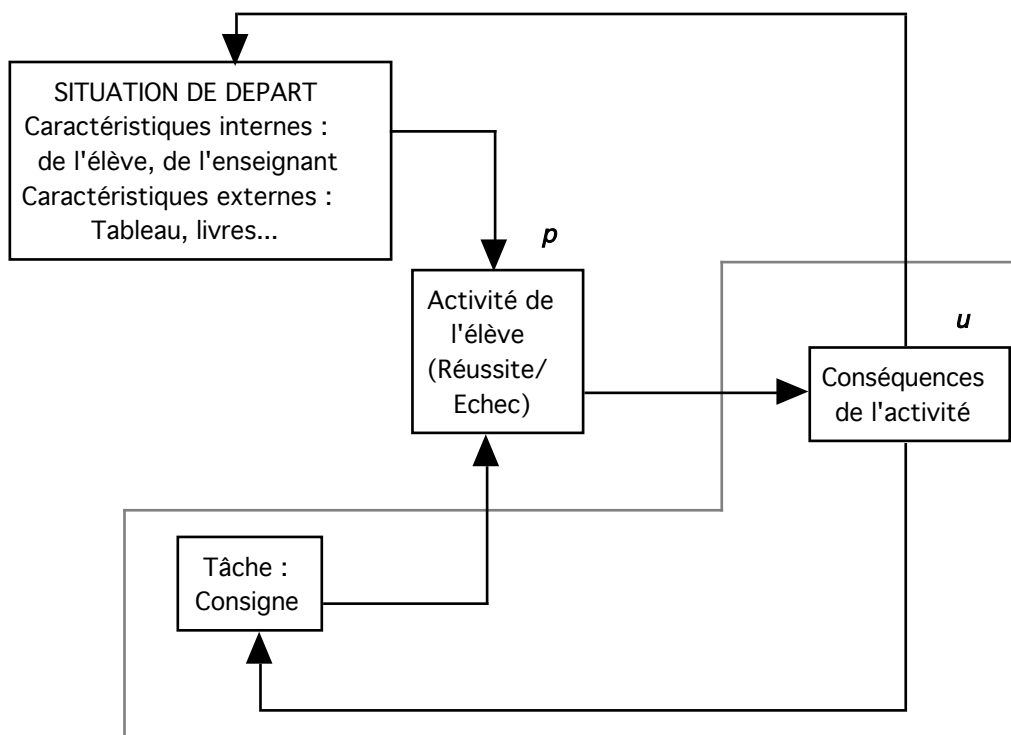 SITUATION DE DEPART
Caractéristiques internes :
de l'élève, de l'enseignant
Caractéristiques externes :
Tableau, livres...
p
Activité de
l'élève
(Réussite/
Echec)
u
Conséquences
de l'activité
Tâche :
Consigne